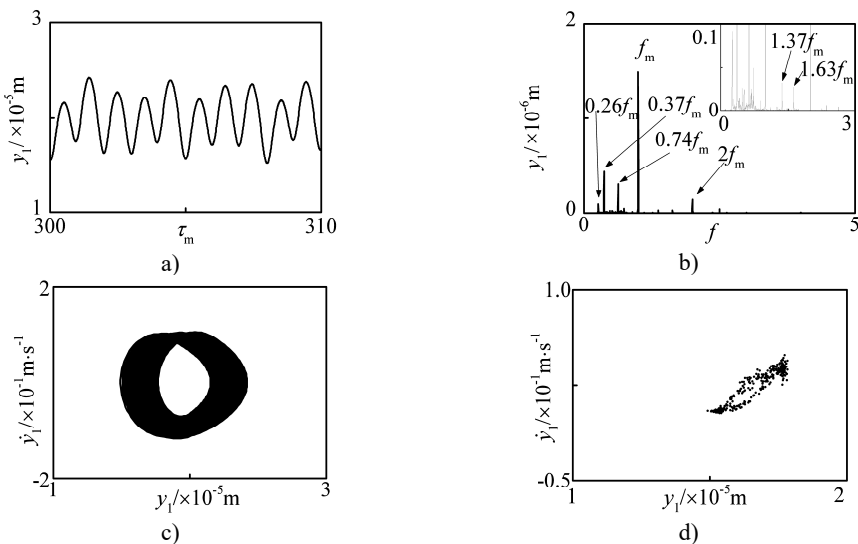 3
y₁/×10⁻⁵m
1
300
τₘ
310
a)
2
y₁/×10⁻⁶m
0
0
f
5
fₘ
0.26fₘ
0.37fₘ
0.74fₘ
2fₘ
0.1
0
0
f
3
1.37fₘ
1.63fₘ
b)
2
ẏ₁/×10⁻¹m·s⁻¹
-2
1
y₁/×10⁻⁵m
3
c)
1.0
ẏ₁/×10⁻¹m·s⁻¹
-0.5
1
y₁/×10⁻⁵m
2
d)